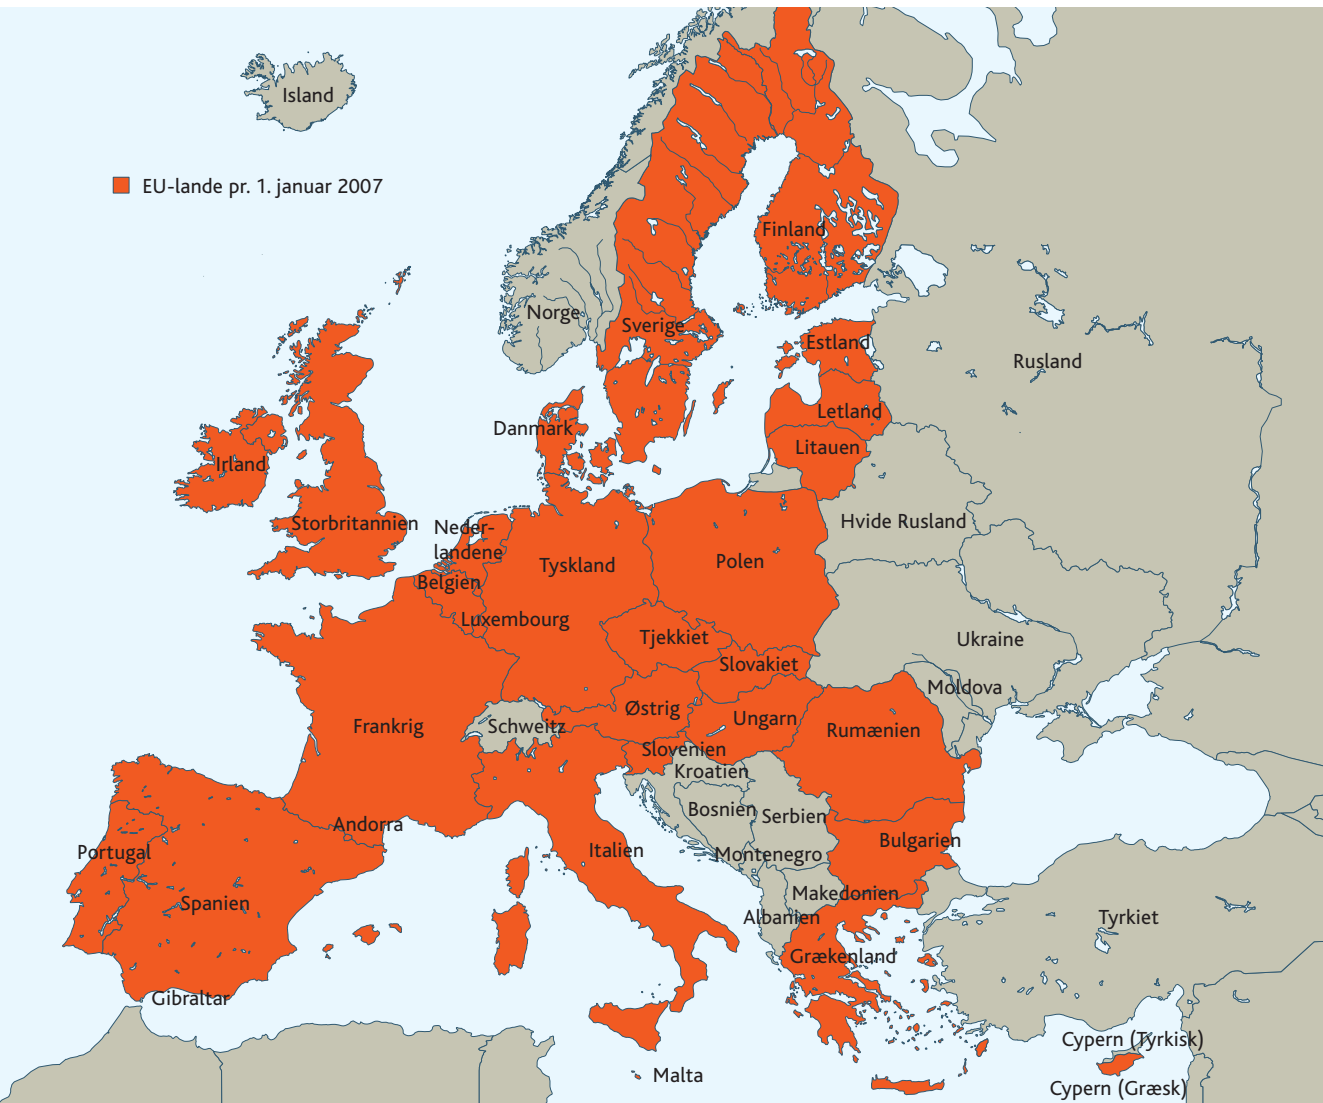 Island
EU-lande pr. 1. januar 2007
Finland
Norge
Sverige
Estland
Rusland
Letland
Danmark
Litauen
Irland
Storbritannien
Neder-
landene
Hvide Rusland
Tyskland
Polen
Belgien
Luxembourg
Tjekkiet
Ukraine
Slovakiet
Moldova
Østrig
Ungarn
Frankrig
Schweitz
Rumænien
Slovenien
Kroatien
Bosnien
Serbien
Andorra
Bulgarien
Portugal
Italien
Montenegro
Makedonien
Spanien
Albanien
Tyrkiet
Grækenland
Gibraltar
Cypern (Tyrkisk)
Malta
Cypern (Græsk)